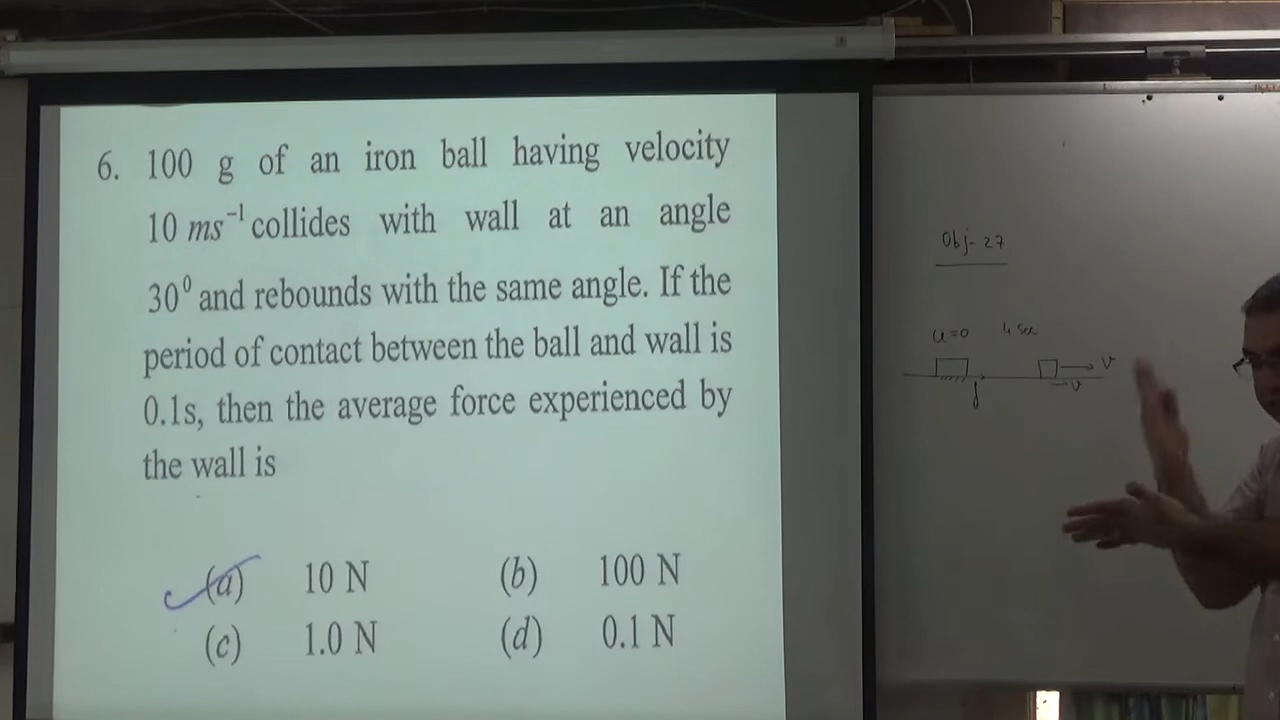 6. 100 g of an iron ball having velocity
10 ms⁻¹ collides with wall at an angle
30⁰ and rebounds with the same angle. If the
period of contact between the ball and wall is
0.1s, then the average force experienced by
the wall is
(a) 10 N (b) 100 N
(c) 1.0 N (d) 0.1 N
Obj- 27
u=0 4 sec
v
v
f